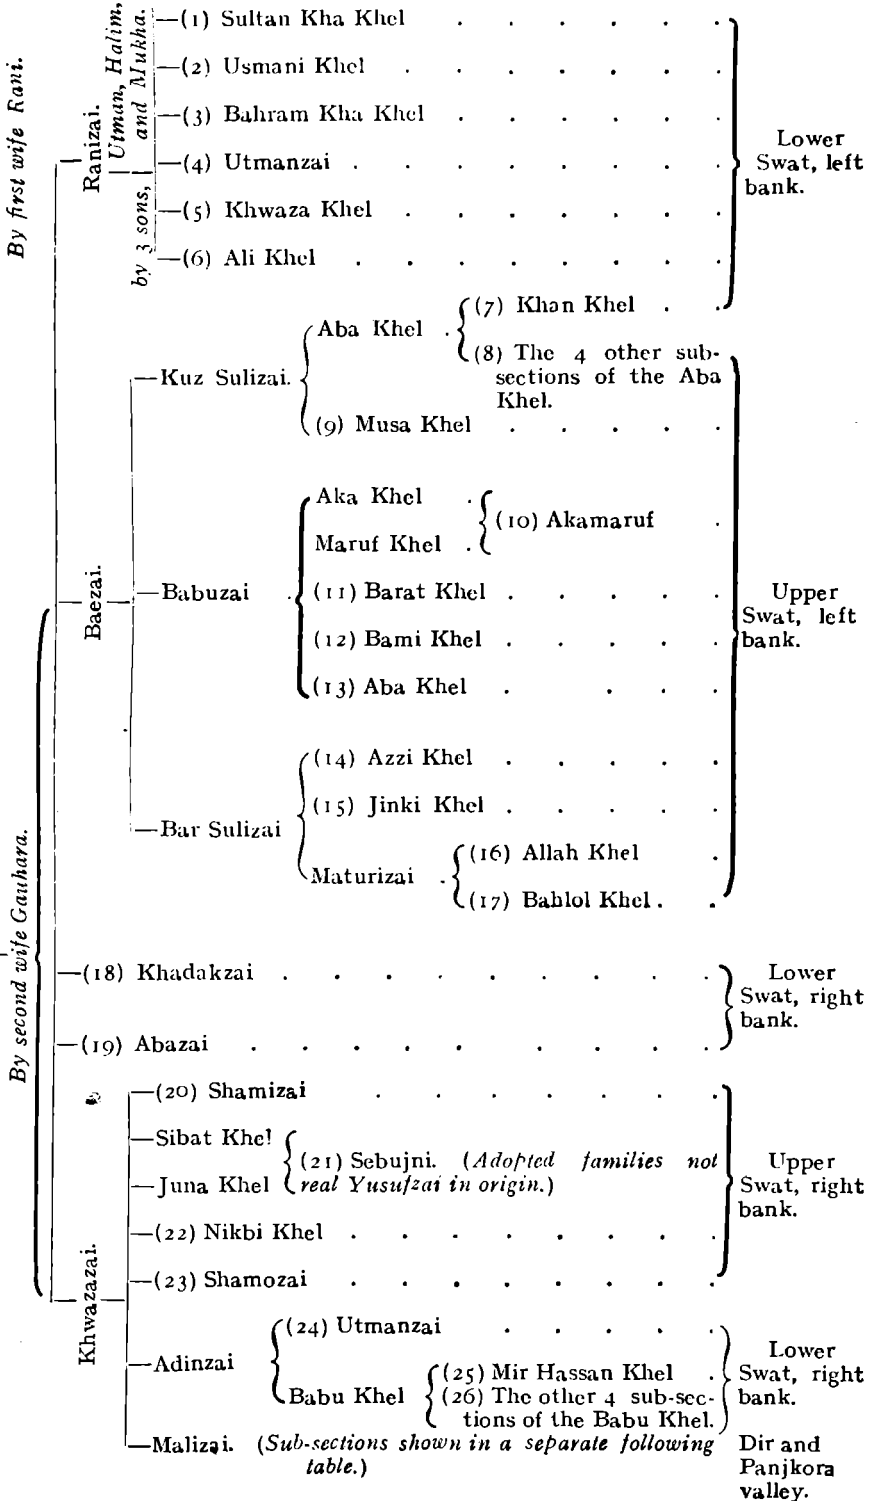 By first wife Rani.
Ranizai.
by 3 sons, Utman, Halim, and Mukha.
(1) Sultan Kha Khel
(2) Usmani Khel
(3) Bahram Kha Khel
(4) Utmanzai
(5) Khwaza Khel
(6) Ali Khel
Lower
Swat, left
bank.
By second wife Gauhara.
Baezai.
Kuz Sulizai.
Aba Khel
(7) Khan Khel
(8) The 4 other sub-
sections of the Aba
Khel.
(9) Musa Khel
Babuzai
Aka Khel
Maruf Khel
(10) Akamaruf
(11) Barat Khel
(12) Bami Khel
(13) Aba Khel
Bar Sulizai
(14) Azzi Khel
(15) Jinki Khel
Maturizai
(16) Allah Khel
(17) Bahlol Khel.
Upper
Swat, left
bank.
(18) Khadakzai
(19) Abazai
Lower
Swat, right
bank.
Khwazazai.
(20) Shamizai
Sibat Khel
Juna Khel
(21) Sebujni. (Adopted families not
real Yusufzai in origin.)
(22) Nikbi Khel
(23) Shamozai
Upper
Swat, right
bank.
Adinzai
(24) Utmanzai
Babu Khel
(25) Mir Hassan Khel
(26) The other 4 sub-sec-
tions of the Babu Khel.
Lower
Swat, right
bank.
Malizai. (Sub-sections shown in a separate following
table.)
Dir and
Panjkora
valley.